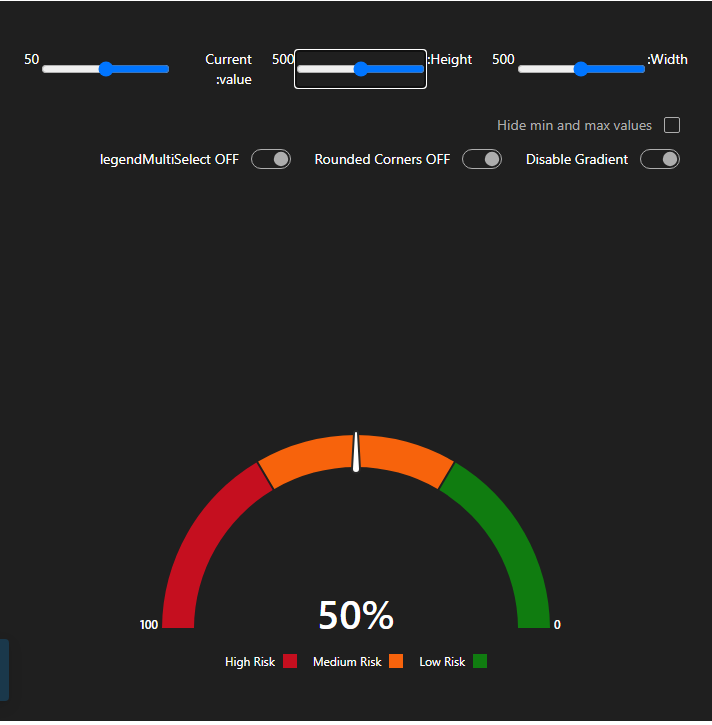 :Width
500
:Height
500
Current
:value
50
Hide min and max values
Disable Gradient
Rounded Corners OFF
legendMultiSelect OFF
50%
100
0
High Risk
Medium Risk
Low Risk